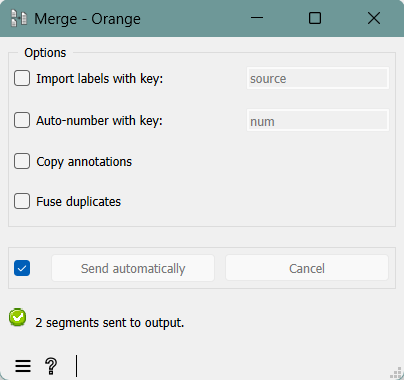 Merge - Orange
Options
Import labels with key: source
Auto-number with key: num
Copy annotations
Fuse duplicates
Send automatically Cancel
2 segments sent to output.
?